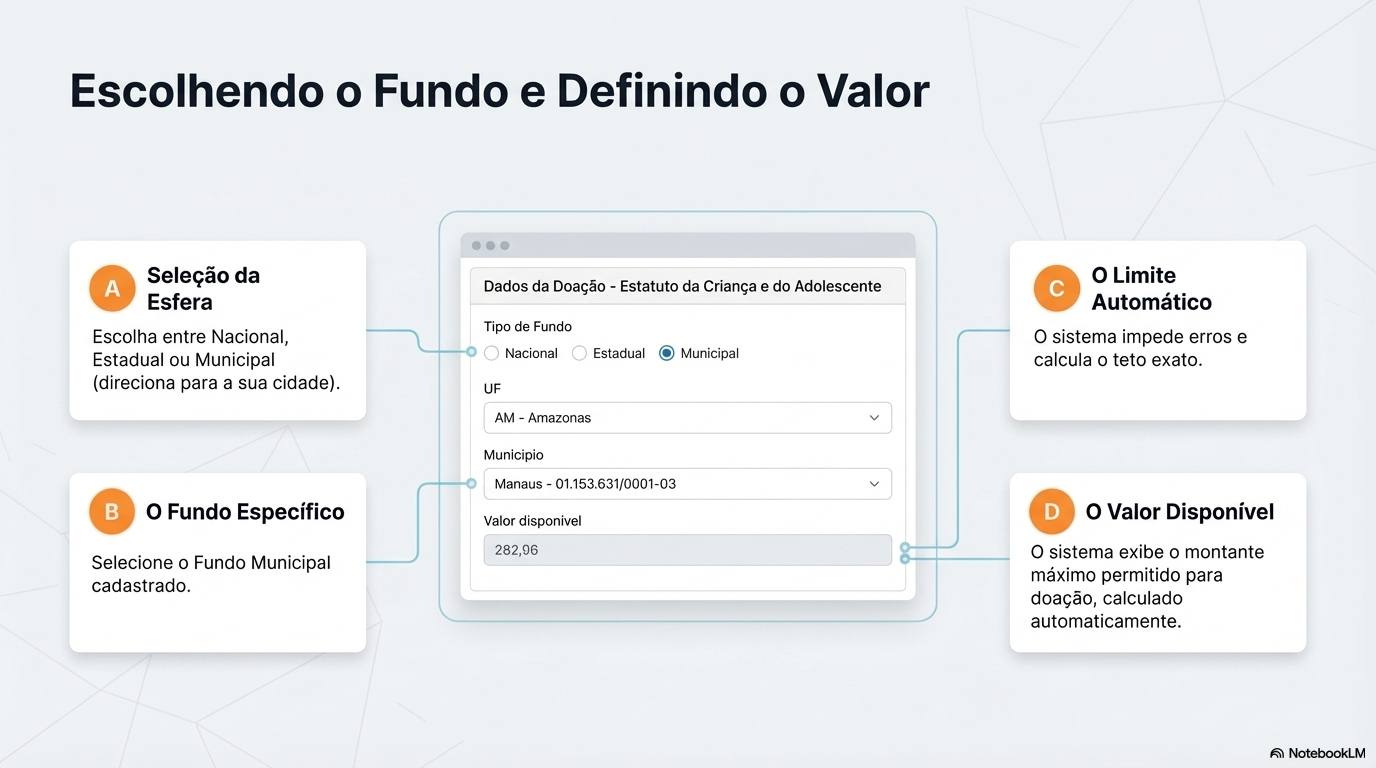 Escolhendo o Fundo e Definindo o Valor
A
Seleção da
Esfera
Escolha entre Nacional,
Estadual ou Municipal
(direciona para a sua cidade).
B
O Fundo Específico
Selecione o Fundo Municipal
cadastrado.
Dados da Doação - Estatuto da Criança e do Adolescente
Tipo de Fundo
Nacional Estadual Municipal
UF
AM - Amazonas
Municipio
Manaus - 01.153.631/0001-03
Valor disponível
282,96
C
O Limite
Automático
O sistema impede erros e
calcula o teto exato.
D
O Valor Disponível
O sistema exibe o montante
máximo permitido para
doação, calculado
automaticamente.
NotebookLM